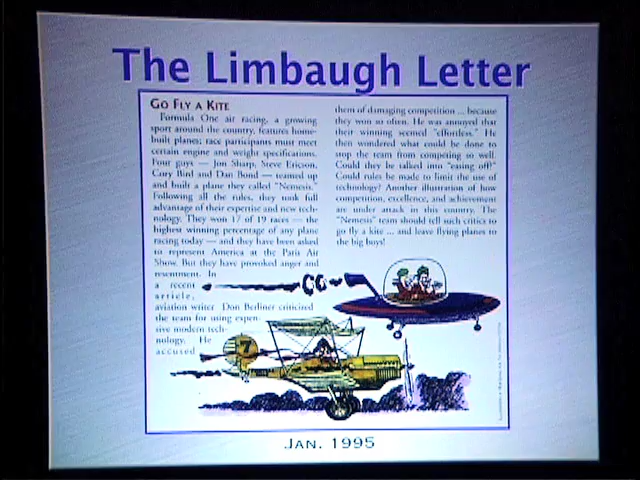 The Limbaugh Letter
GO FLY A KITE
Formula One air racing, a growing
sport around the country, features home-
built planes; race participants must meet
certain engine and weight specifications.
Four guys — Jon Sharp, Steve Ericson,
Cory Bird and Dan Bond — teamed up
and built a plane they called "Nemesis."
Following all the rules, they took full
advantage of their expertise and new tech-
nology. They won 17 of 19 races — the
highest winning percentage of any plane
racing today — and they have been asked
to represent America at the Paris Air
Show. But they have provoked anger and
resentment. In
a recent
article,
aviation writer Don Berliner criticized
the team for using expen-
sive modern tech-
nology. He
accused
them of damaging competition ... because
they won so often. He was annoyed that
their winning seemed "effortless." He
then wondered what could be done to
stop the team from competing so well.
Could they be talked into "easing off?"
Could rules be made to limit the use of
technology? Another illustration of how
competition, excellence, and achievement
are under attack in this country. The
"Nemesis" team should tell such critics to
go fly a kite ... and leave flying planes to
the big boys!
7
JAN. 1995